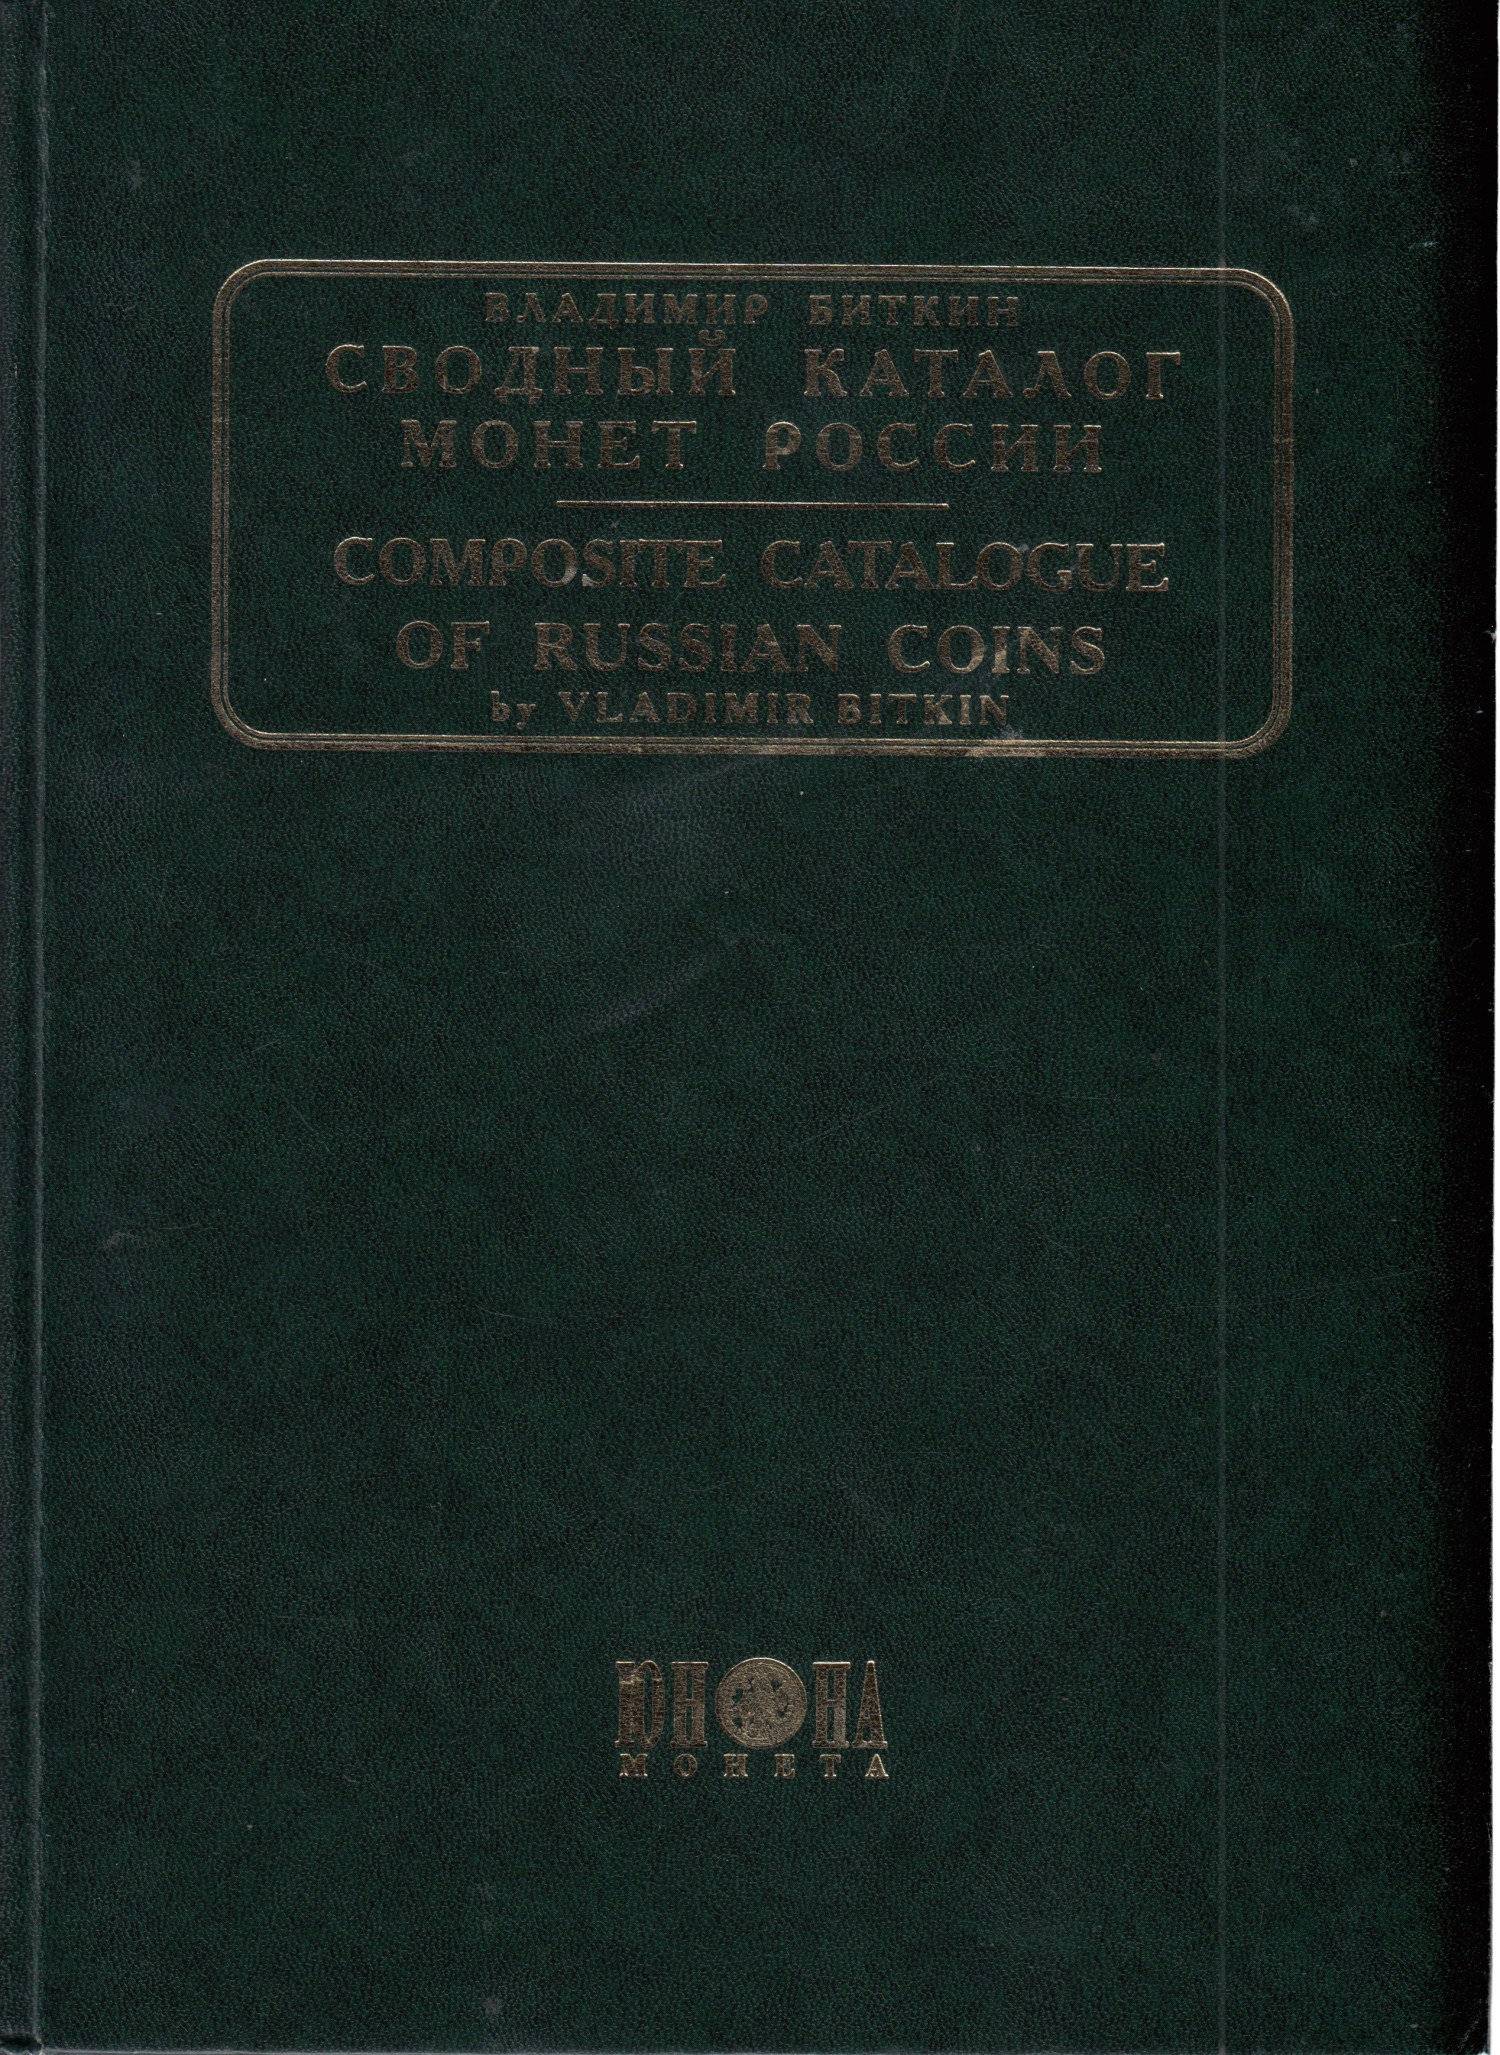 ВЛАДИМИР БИТКИН
СВОДНЫЙ КАТАЛОГ
МОНЕТ РОССИИ
COMPOSITE CATALOGUE
OF RUSSIAN COINS
by VLADIMIR BITKIN
ЮНОНА
МОНЕТА